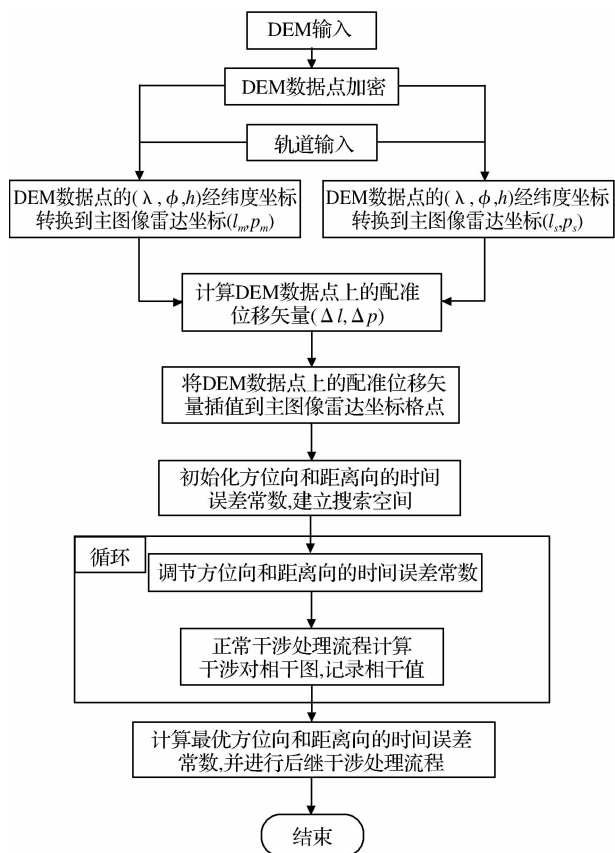 DEM输入
DEM数据点加密
轨道输入
DEM数据点的(λ,ϕ,h)经纬度坐标
转换到主图像雷达坐标(lₘ,pₘ)
DEM数据点的(λ,ϕ,h)经纬度坐标
转换到主图像雷达坐标(lₛ,pₛ)
计算DEM数据点上的配准
位移矢量(Δl,Δp)
将DEM数据点上的配准位移矢
量插值到主图像雷达坐标格点
初始化方位向和距离向的时间
误差常数,建立搜索空间
循环
调节方位向和距离向的时间误差常数
正常干涉处理流程计算
干涉对相干图,记录相干值
计算最优方位向和距离向的时间误差
常数,并进行后继干涉处理流程
结束